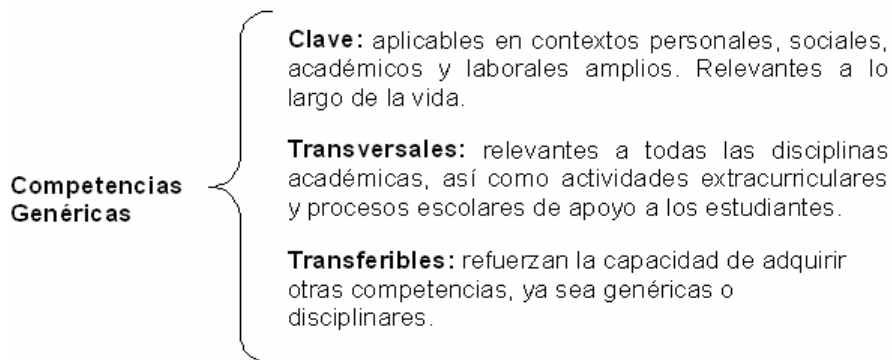 Competencias
Genéricas
Clave: aplicables en contextos personales, sociales,
académicos y laborales amplios. Relevantes a lo
largo de la vida.
Transversales: relevantes a todas las disciplinas
académicas, así como actividades extracurriculares
y procesos escolares de apoyo a los estudiantes.
Transferibles: refuerzan la capacidad de adquirir
otras competencias, ya sea genéricas o
disciplinares.